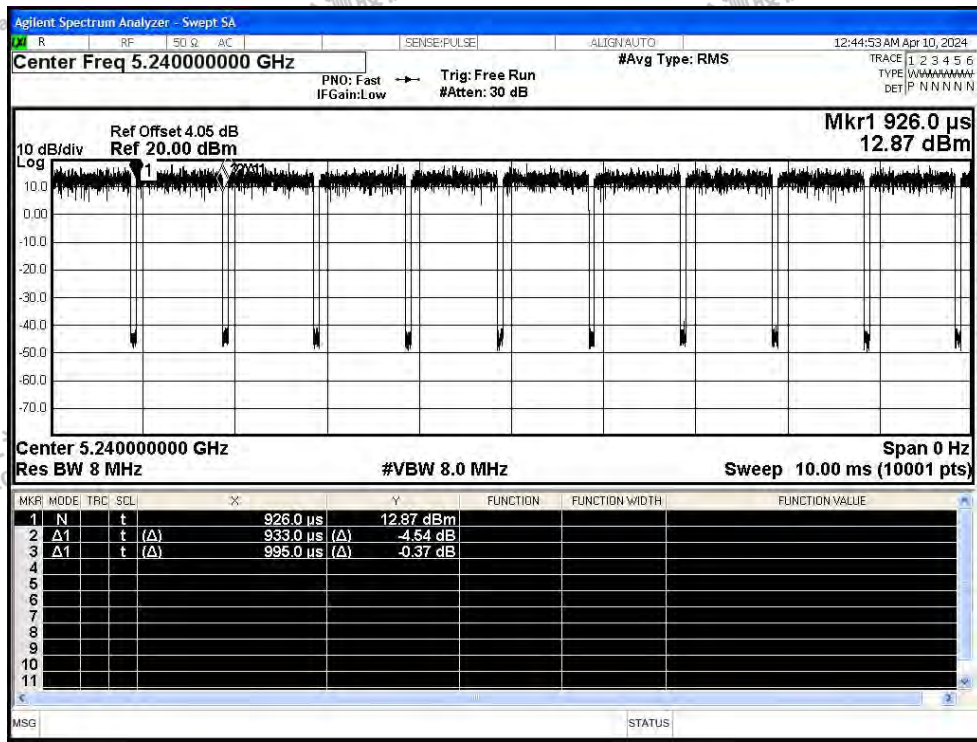 Agilent Spectrum Analyzer - Swept SA
LXI R RF 50 Ω AC SENSE:PULSE ALIGN AUTO 12:44:53 AM Apr 10, 2024
Center Freq 5.240000000 GHz #Avg Type: RMS TRACE 1 2 3 4 5 6
PNO: Fast Trig: Free Run TYPE WWWWWW
IFGain:Low #Atten: 30 dB DET P N N N N N
Mkr1 926.0 µs
12.87 dBm
Ref Offset 4.05 dB
10 dB/div Ref 20.00 dBm
Log
1
10.0
0.00
-10.0
-20.0
-30.0
-40.0
-50.0
-60.0
-70.0
Center 5.240000000 GHz Span 0 Hz
Res BW 8 MHz #VBW 8.0 MHz Sweep 10.00 ms (10001 pts)
MKR MODE TRC SCL X Y FUNCTION FUNCTION WIDTH FUNCTION VALUE
1 N t 926.0 µs 12.87 dBm
2 Δ1 t (Δ) 933.0 µs (Δ) -4.54 dB
3 Δ1 t (Δ) 995.0 µs (Δ) -0.37 dB
4
5
6
7
8
9
10
11
MSG STATUS